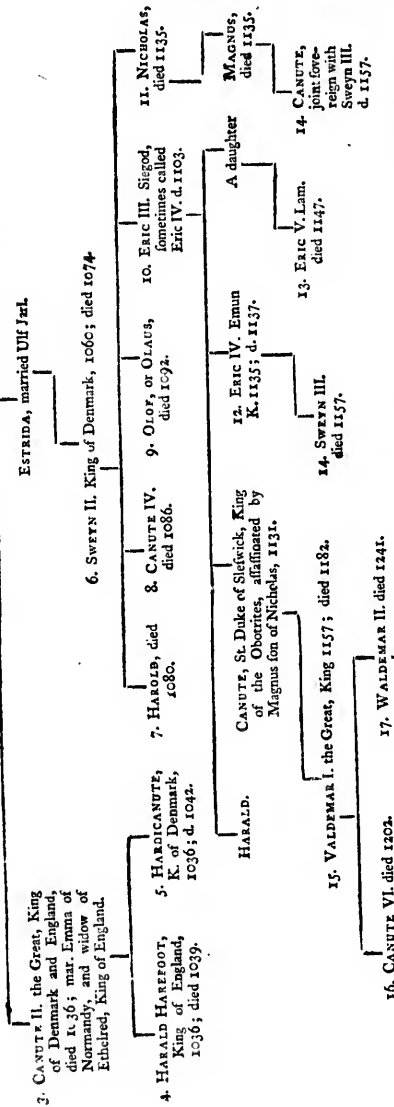 ESTRIDA, married Ulf Jarl.
3. CANUTE II. the Great, King
of Denmark and England,
died 1036; mar. Emma of
Normandy, and widow of
Ethelred, King of England.
6. SWEYN II. King of Denmark, 1060; died 1074.
4. HARALD HAREFOOT,
King of England,
1036; died 1039.
5. HARDICANUTE,
K. of Denmark,
1036; d. 1042.
7. HAROLD, died
1080.
8. CANUTE IV.
died 1086.
9. OLOF, or OLAUS,
died 1092.
10. ERIC III. Siegod,
ſometimes called
Eric IV. d. 1103.
11. NICHOLAS,
died 1135.
HARALD.
CANUTE, St. Duke of Sleſwick, King
of the Obotrites, aſſaſſinated by
Magnus ſon of Nicholas, 1131.
12. ERIC IV. Emun
K. 1135; d. 1137.
A daughter
MAGNUS,
died 1135.
15. VALDEMAR I. the Great, King 1157; died 1182.
14. SWEYN III.
died 1157.
13. ERIC V. Lam.
died 1147.
14. CANUTE,
joint ſove-
reign with
Sweyn III.
d. 1157.
16. CANUTE VI. died 1202.
17. WALDEMAR II. died 1241.